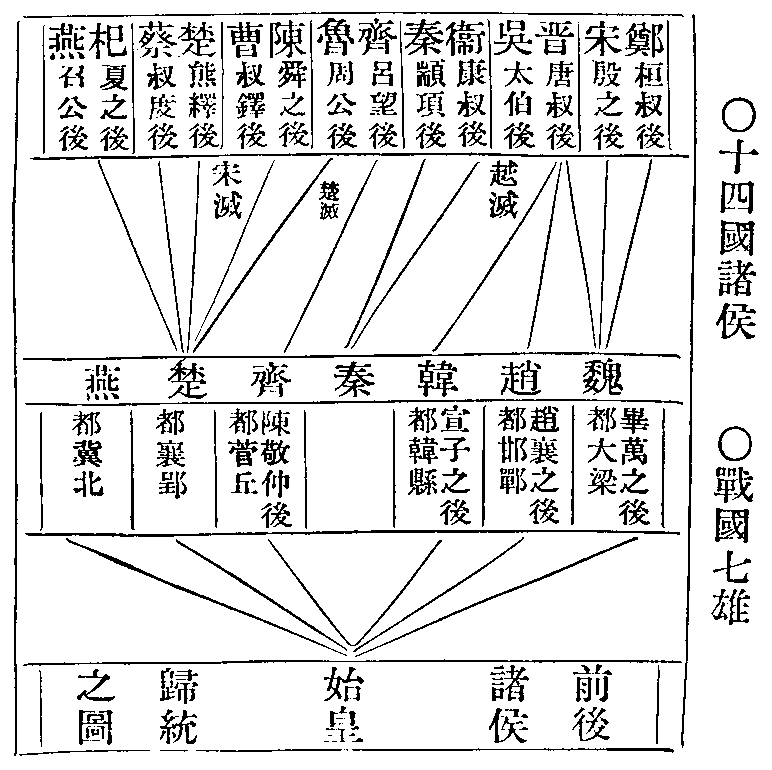 ○十四國諸侯
○戰國七雄
鄭桓叔後
宋殷之後
晋唐叔後
吳太伯後
衞康叔後
秦顓項後
齊呂望後
魯周公後
陳舜之後
曹叔鐸後
楚熊繹後
蔡叔度後
杞夏之後
燕召公後
越滅
楚滅
宋滅
魏
畢萬之後
都大梁
趙
趙襄之後
都邯鄲
韓
宣子之後
都韓縣
秦
齊
陳敬仲後
都菅丘
楚
都襄郢
燕
都冀北
前後
諸侯
始皇
歸統
之圖